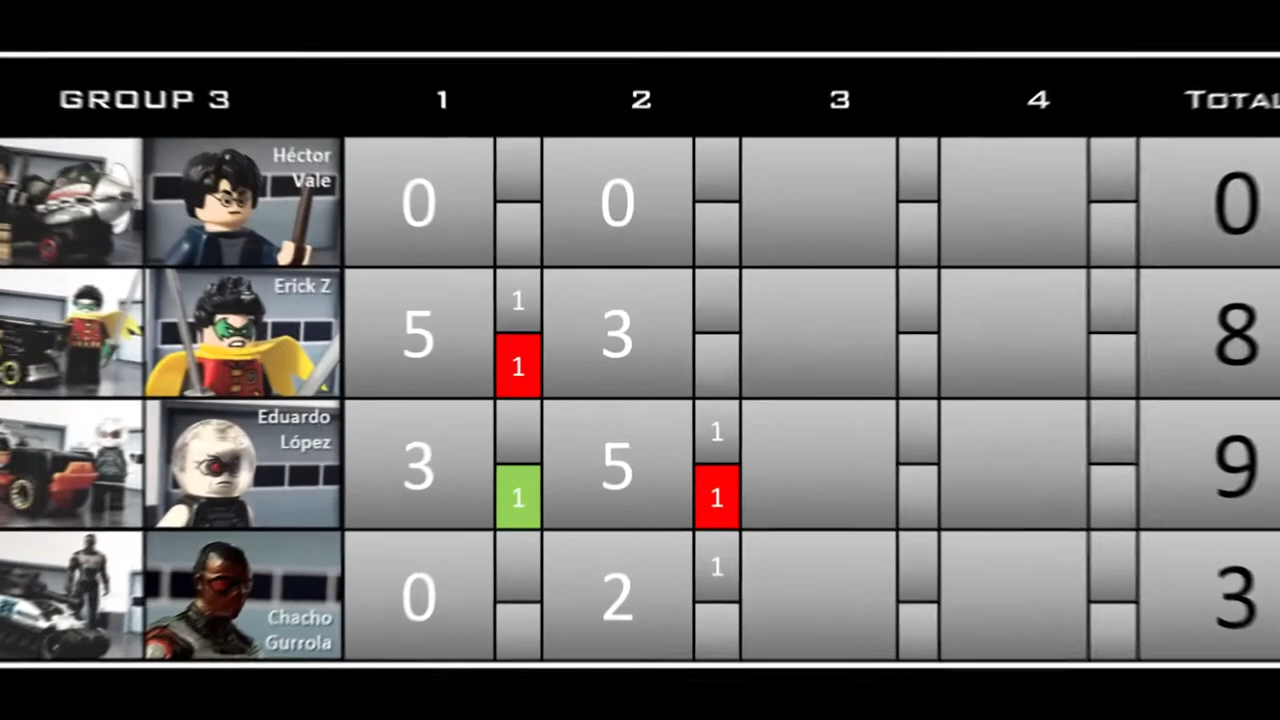 GROUP 3 1 2 3 4 TOTAL
Héctor
Vale
0 0 0
Erick Z
5 1 3 8
1
Eduardo
López
3 5 1 9
1 1
Chacho
Gurrola
0 2 1 3